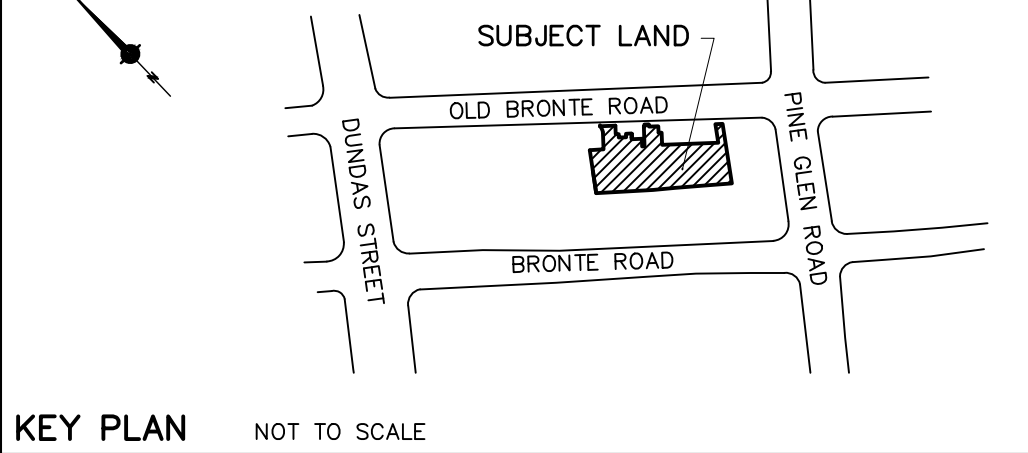 SUBJECT LAND
N
OLD BRONTE ROAD
DUNDAS STREET
PINE GLEN ROAD
BRONTE ROAD
KEY PLAN NOT TO SCALE